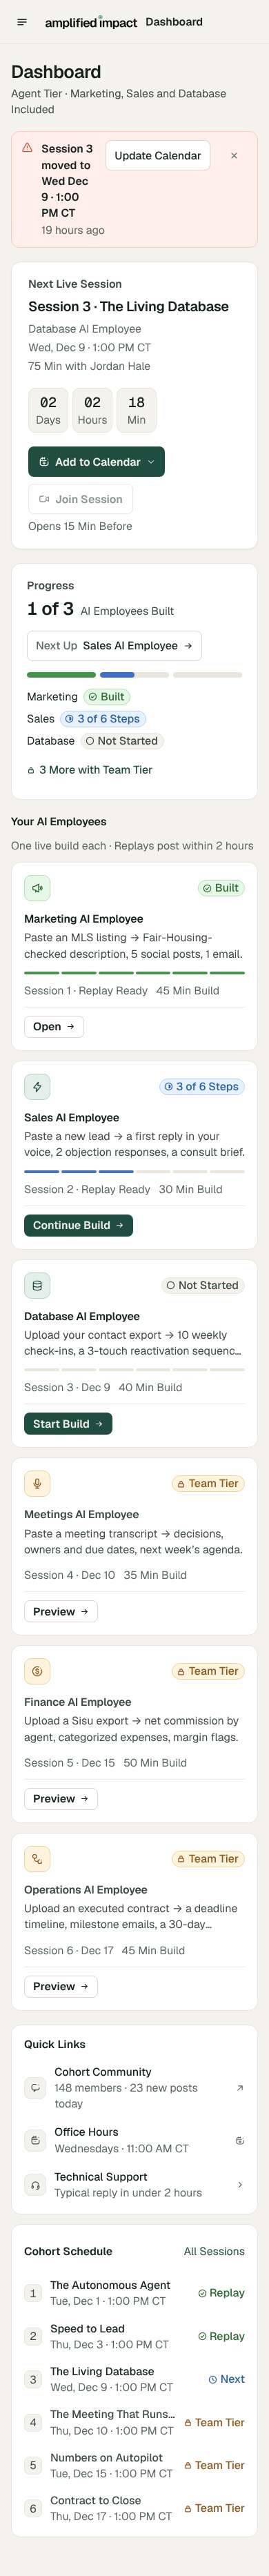 amplified impact Dashboard
Dashboard
Agent Tier · Marketing, Sales and Database
Included
Session 3
moved to
Wed Dec
9 · 1:00
PM CT
19 hours ago
Update Calendar
Next Live Session
Session 3 · The Living Database
Database AI Employee
Wed, Dec 9 · 1:00 PM CT
75 Min with Jordan Hale
02 02 18
Days Hours Min
Add to Calendar
Join Session
Opens 15 Min Before
Progress
1 of 3 AI Employees Built
Next Up Sales AI Employee →
Marketing Built
Sales 3 of 6 Steps
Database Not Started
3 More with Team Tier
Your AI Employees
One live build each · Replays post within 2 hours
Built
Marketing AI Employee
Paste an MLS listing → Fair-Housing-
checked description, 5 social posts, 1 email.
Session 1 · Replay Ready 45 Min Build
Open →
3 of 6 Steps
Sales AI Employee
Paste a new lead → a first reply in your
voice, 2 objection responses, a consult brief.
Session 2 · Replay Ready 30 Min Build
Continue Build →
Not Started
Database AI Employee
Upload your contact export → 10 weekly
check-ins, a 3-touch reactivation sequenc...
Session 3 · Dec 9 40 Min Build
Start Build →
Team Tier
Meetings AI Employee
Paste a meeting transcript → decisions,
owners and due dates, next week's agenda.
Session 4 · Dec 10 35 Min Build
Preview →
Team Tier
Finance AI Employee
Upload a Sisu export → net commission by
agent, categorized expenses, margin flags.
Session 5 · Dec 15 50 Min Build
Preview →
Team Tier
Operations AI Employee
Upload an executed contract → a deadline
timeline, milestone emails, a 30-day...
Session 6 · Dec 17 45 Min Build
Preview →
Quick Links
Cohort Community
148 members · 23 new posts
today
Office Hours
Wednesdays · 11:00 AM CT
Technical Support
Typical reply in under 2 hours
Cohort Schedule All Sessions
1 The Autonomous Agent
Tue, Dec 1 · 1:00 PM CT
Replay
2 Speed to Lead
Thu, Dec 3 · 1:00 PM CT
Replay
3 The Living Database
Wed, Dec 9 · 1:00 PM CT
Next
4 The Meeting That Runs...
Thu, Dec 10 · 1:00 PM CT
Team Tier
5 Numbers on Autopilot
Tue, Dec 15 · 1:00 PM CT
Team Tier
6 Contract to Close
Thu, Dec 17 · 1:00 PM CT
Team Tier